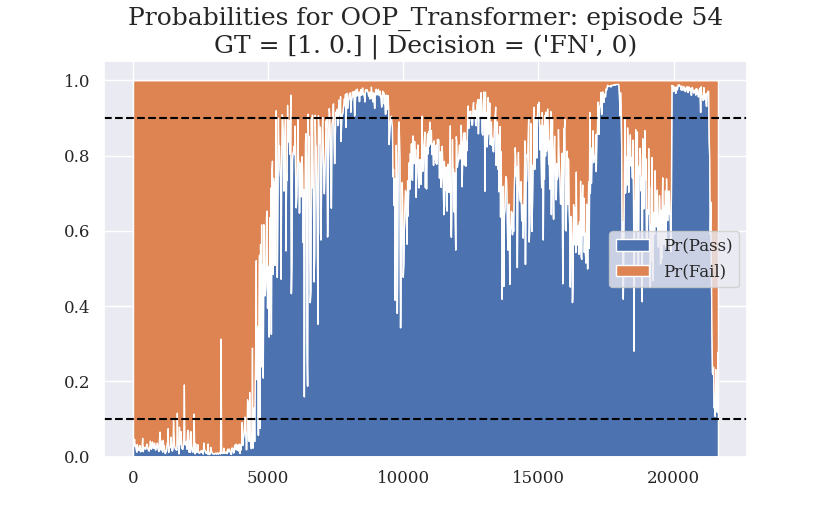 Probabilities for OOP_Transformer: episode 54
GT = [1. 0.] | Decision = ('FN', 0)
1.0
0.8
0.6
0.4
0.2
0.0
Pr(Pass)
Pr(Fail)
0 5000 10000 15000 20000